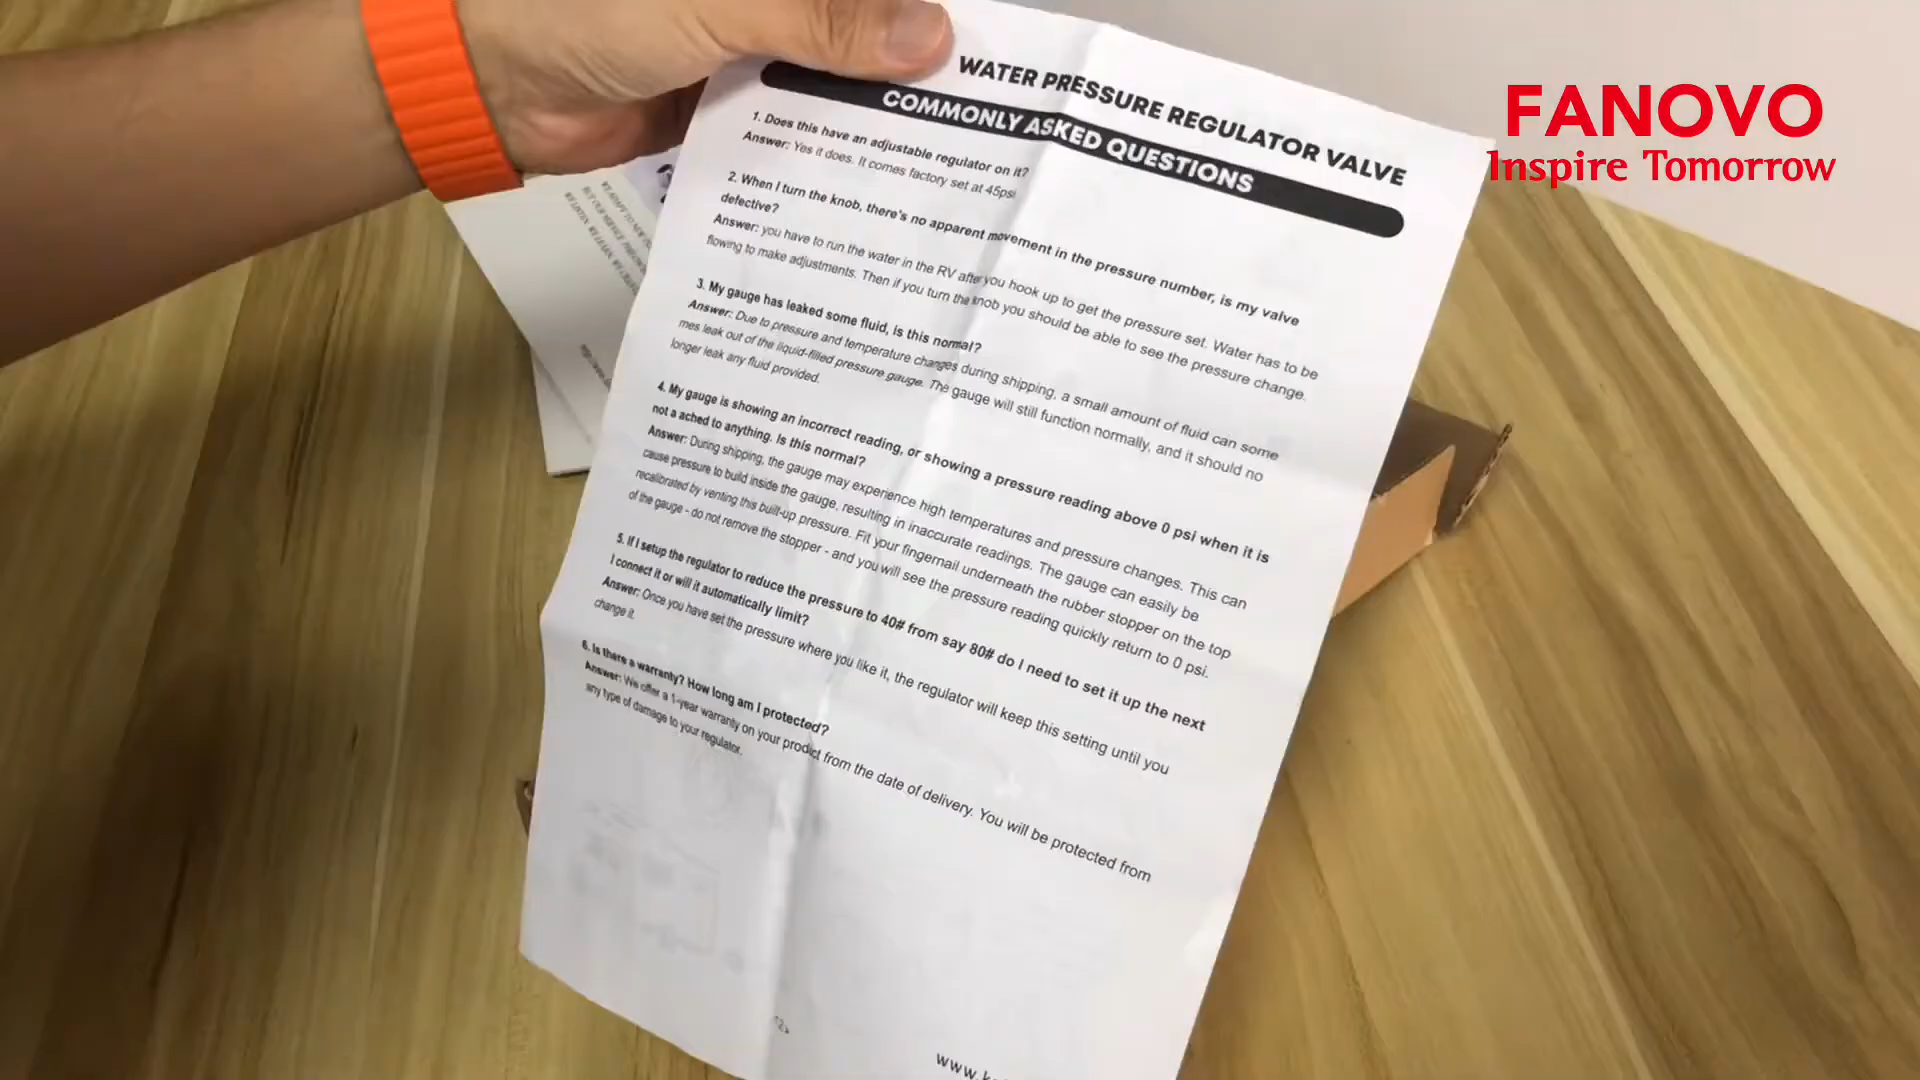 WATER PRESSURE REGULATOR VALVE
COMMONLY ASKED QUESTIONS
1. Does this have an adjustable regulator on it?
Answer: Yes it does. It comes factory set at 45psi
2. When I turn the knob, there's no apparent movement in the pressure number, is my valve
defective?
Answer: you have to run the water in the RV after you hook up to get the pressure set. Water has to be
flowing to make adjustments. Then if you turn the knob you should be able to see the pressure change.
3. My gauge has leaked some fluid, is this normal?
Answer: Due to pressure and temperature changes during shipping, a small amount of fluid can some
mes leak out of the liquid-filled pressure gauge. The gauge will still function normally, and it should no
longer leak any fluid provided.
4. My gauge is showing an incorrect reading, or showing a pressure reading above 0 psi when it is
not a ached to anything. Is this normal?
Answer: During shipping, the gauge may experience high temperatures and pressure changes. This can
cause pressure to build inside the gauge, resulting in inaccurate readings. The gauge can easily be
recalibrated by venting this built-up pressure. Fit your fingernail underneath the rubber stopper on the top
of the gauge - do not remove the stopper - and you will see the pressure reading quickly return to 0 psi.
5. If I setup the regulator to reduce the pressure to 40# from say 80# do I need to set it up the next
I connect it or will it automatically limit?
Answer: Once you have set the pressure where you like it, the regulator will keep this setting until you
change it.
6. Is there a warranty? How long am I protected?
Answer: We offer a 1-year warranty on your product from the date of delivery. You will be protected from
any type of damage to your regulator.
www.
FANOVO
Inspire Tomorrow